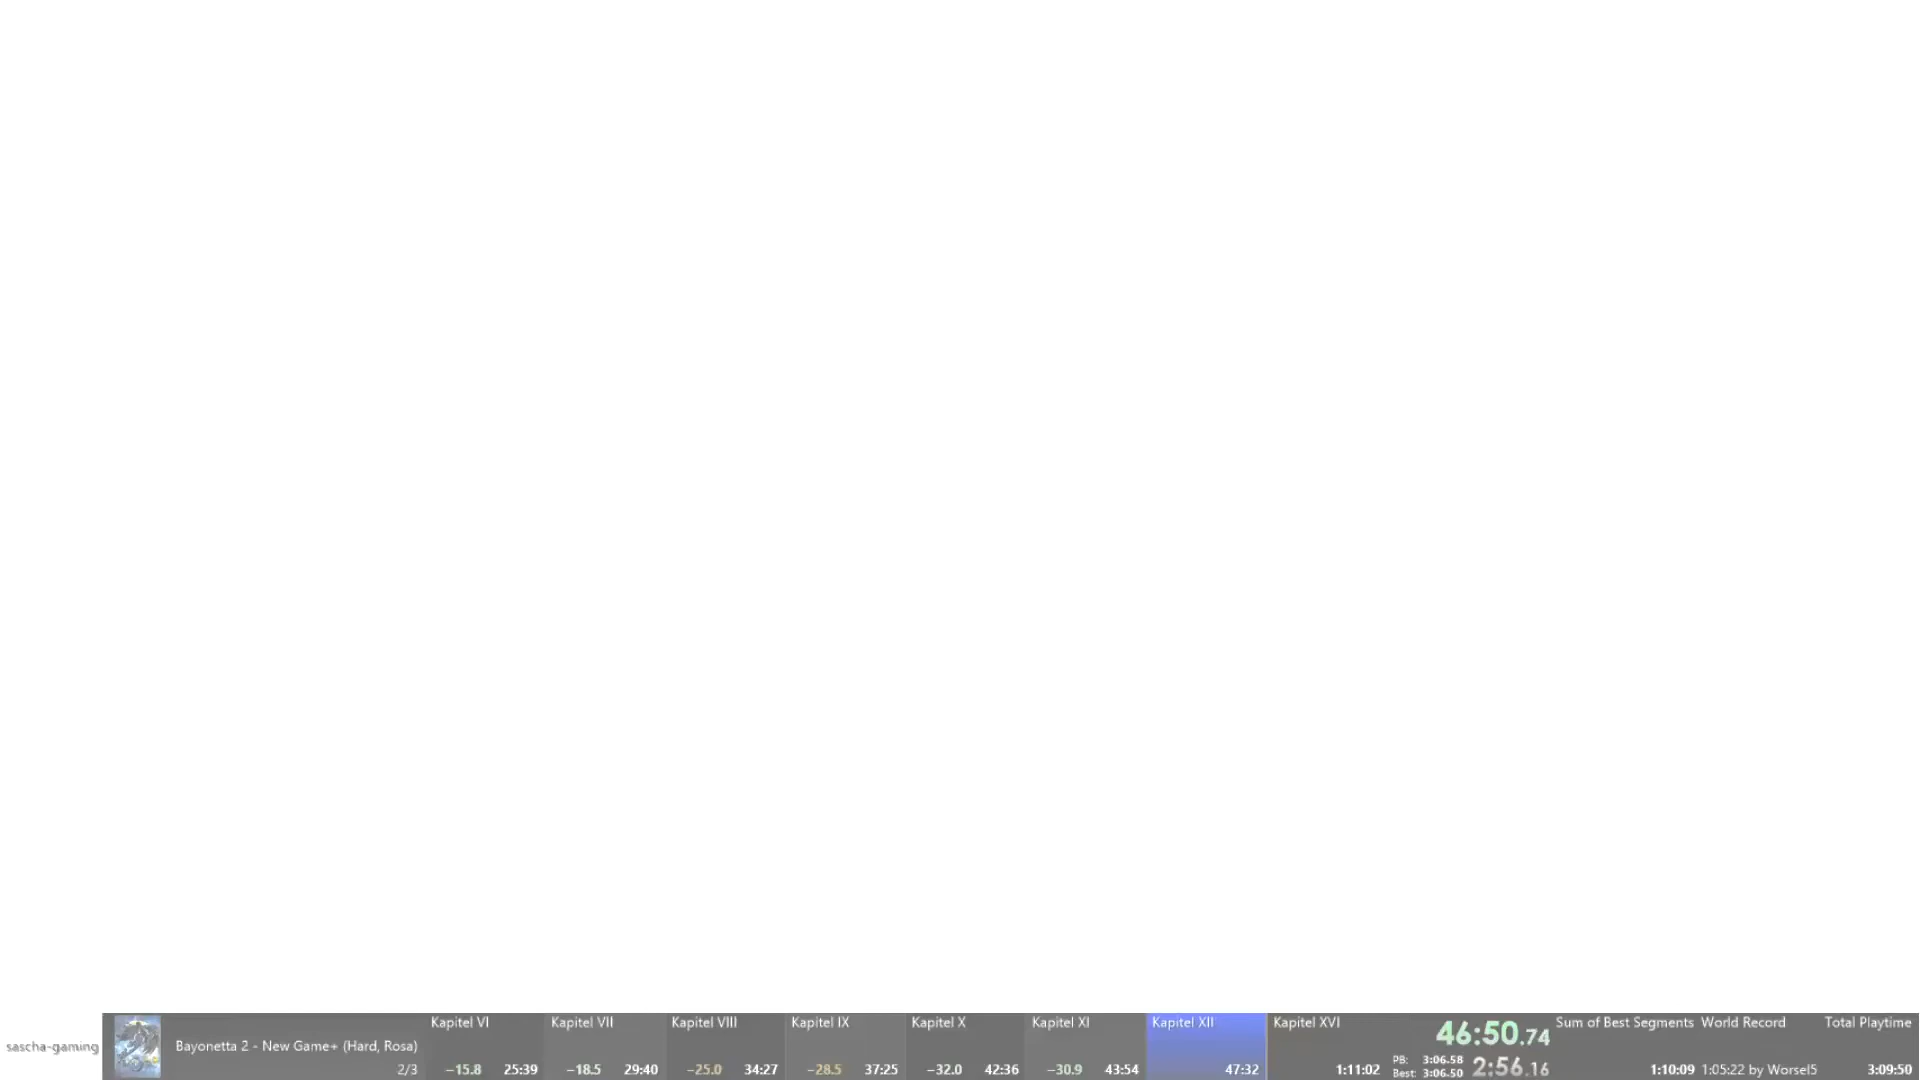 sascha-gaming
Bayonetta 2 - New Game+ (Hard, Rosa)
2/3
Kapitel VI
−15.8 25:39
Kapitel VII
−18.5 29:40
Kapitel VIII
−25.0 34:27
Kapitel IX
−28.5 37:25
Kapitel X
−32.0 42:36
Kapitel XI
−30.9 43:54
Kapitel XII
47:32
Kapitel XVI
1:11:02
46:50.74
PB: 3:06.58
Best: 3:06.50
2:56.16
Sum of Best Segments
1:10:09
World Record
1:05:22 by Worsel5
Total Playtime
3:09:50